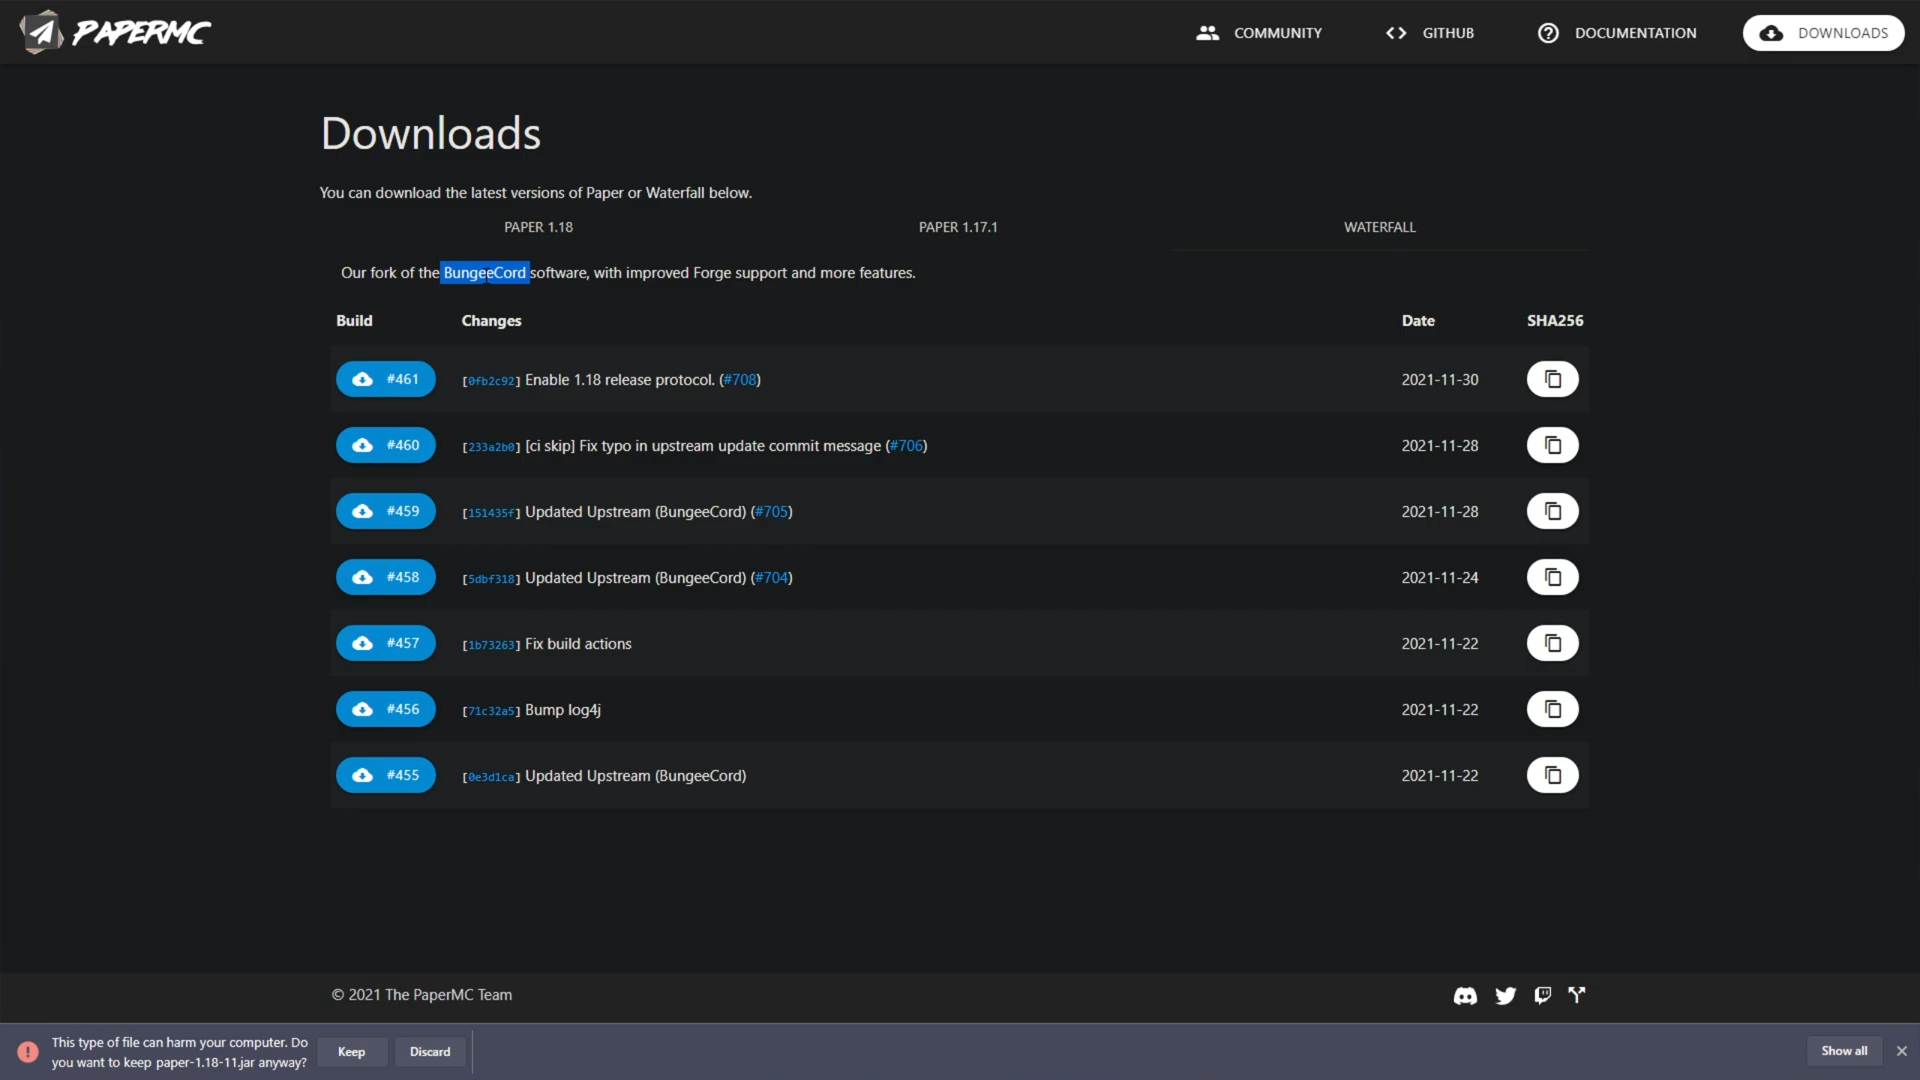 PAPERMC
COMMUNITY
GITHUB
DOCUMENTATION
DOWNLOADS
Downloads
You can download the latest versions of Paper or Waterfall below.
PAPER 1.18
PAPER 1.17.1
WATERFALL
Our fork of the BungeeCord software, with improved Forge support and more features.
Build Changes Date SHA256
#461 [0fb2c92] Enable 1.18 release protocol. (#708) 2021-11-30
#460 [233a2b0] [ci skip] Fix typo in upstream update commit message (#706) 2021-11-28
#459 [151435f] Updated Upstream (BungeeCord) (#705) 2021-11-28
#458 [5dbf318] Updated Upstream (BungeeCord) (#704) 2021-11-24
#457 [1b73263] Fix build actions 2021-11-22
#456 [71c32a5] Bump log4j 2021-11-22
#455 [0e3d1ca] Updated Upstream (BungeeCord) 2021-11-22
© 2021 The PaperMC Team
This type of file can harm your computer. Do
you want to keep paper-1.18-11.jar anyway?
Keep
Discard
Show all